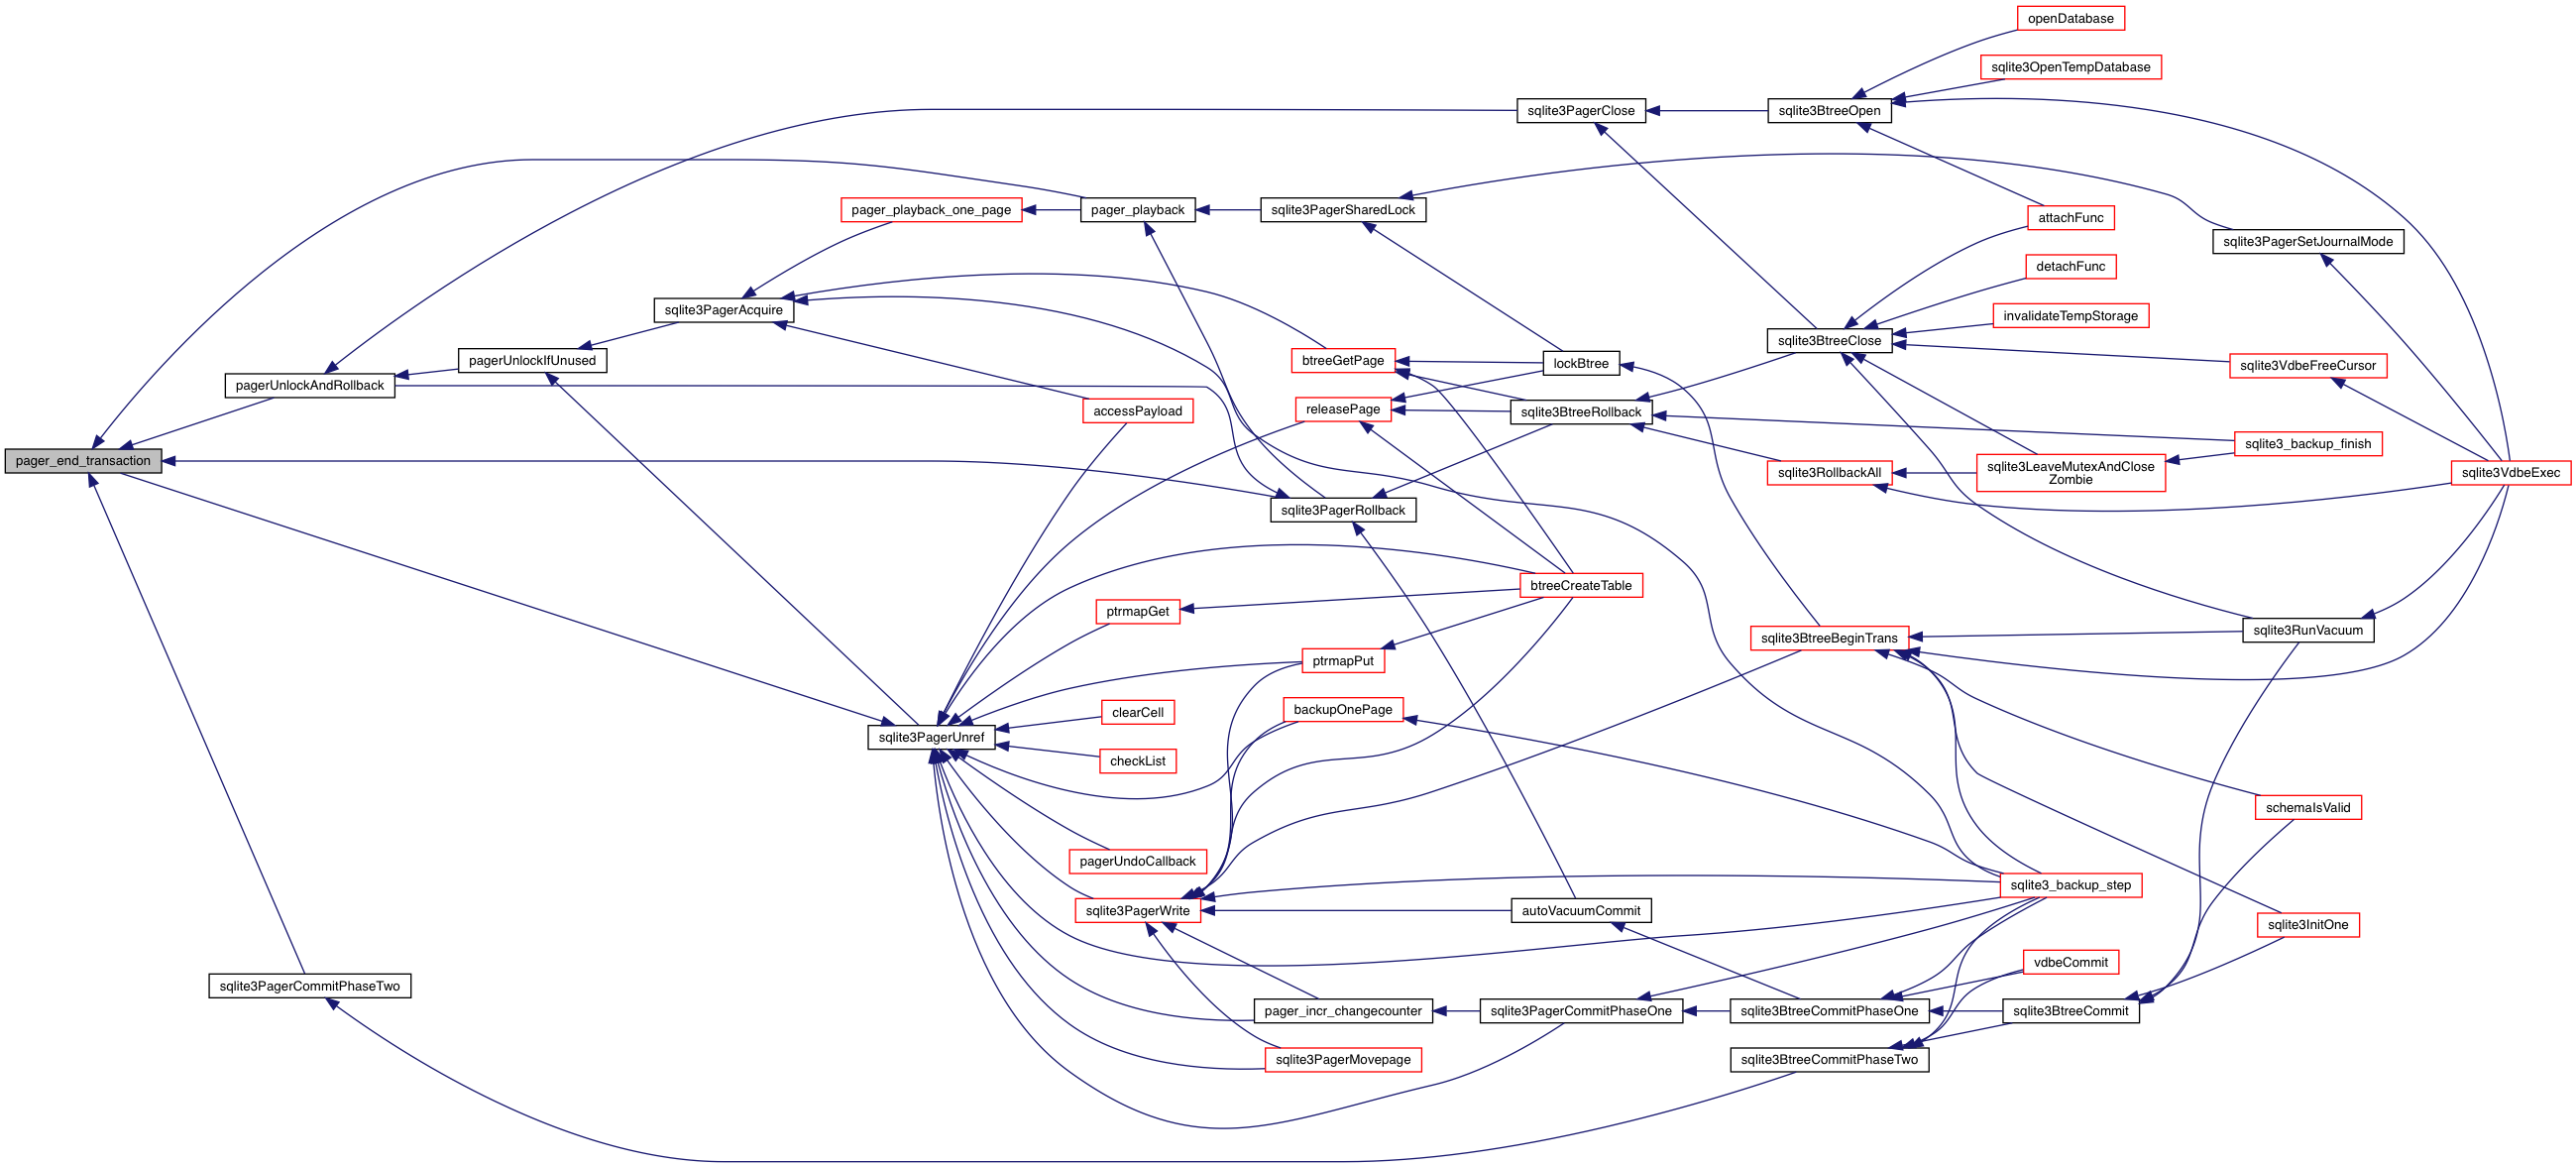 openDatabase
sqlite3OpenTempDatabase
sqlite3PagerClose
sqlite3BtreeOpen
pager_playback_one_page
pager_playback
sqlite3PagerSharedLock
attachFunc
sqlite3PagerSetJournalMode
detachFunc
sqlite3PagerAcquire
invalidateTempStorage
sqlite3BtreeClose
pagerUnlockIfUnused
btreeGetPage
lockBtree
sqlite3VdbeFreeCursor
pagerUnlockAndRollback
accessPayload
releasePage
sqlite3BtreeRollback
sqlite3_backup_finish
pager_end_transaction
sqlite3RollbackAll
sqlite3LeaveMutexAndClose
Zombie
sqlite3VdbeExec
sqlite3PagerRollback
btreeCreateTable
ptrmapGet
sqlite3BtreeBeginTrans
sqlite3RunVacuum
ptrmapPut
clearCell
backupOnePage
sqlite3PagerUnref
checkList
schemaIsValid
pagerUndoCallback
sqlite3_backup_step
sqlite3PagerWrite
autoVacuumCommit
sqlite3InitOne
vdbeCommit
sqlite3PagerCommitPhaseTwo
pager_incr_changecounter
sqlite3PagerCommitPhaseOne
sqlite3BtreeCommitPhaseOne
sqlite3BtreeCommit
sqlite3PagerMovepage
sqlite3BtreeCommitPhaseTwo